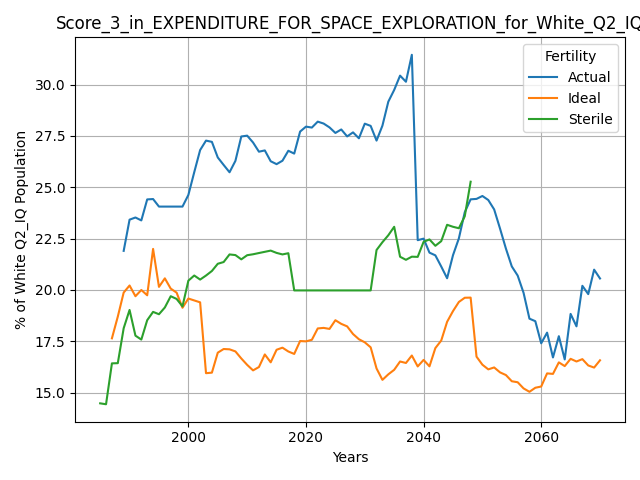 Score_3_in_EXPENDITURE_FOR_SPACE_EXPLORATION_for_White_Q2_IQ
Fertility
Actual
Ideal
Sterile
% of White Q2_IQ Population
30.0
27.5
25.0
22.5
20.0
17.5
15.0
2000
2020
2040
2060
Years